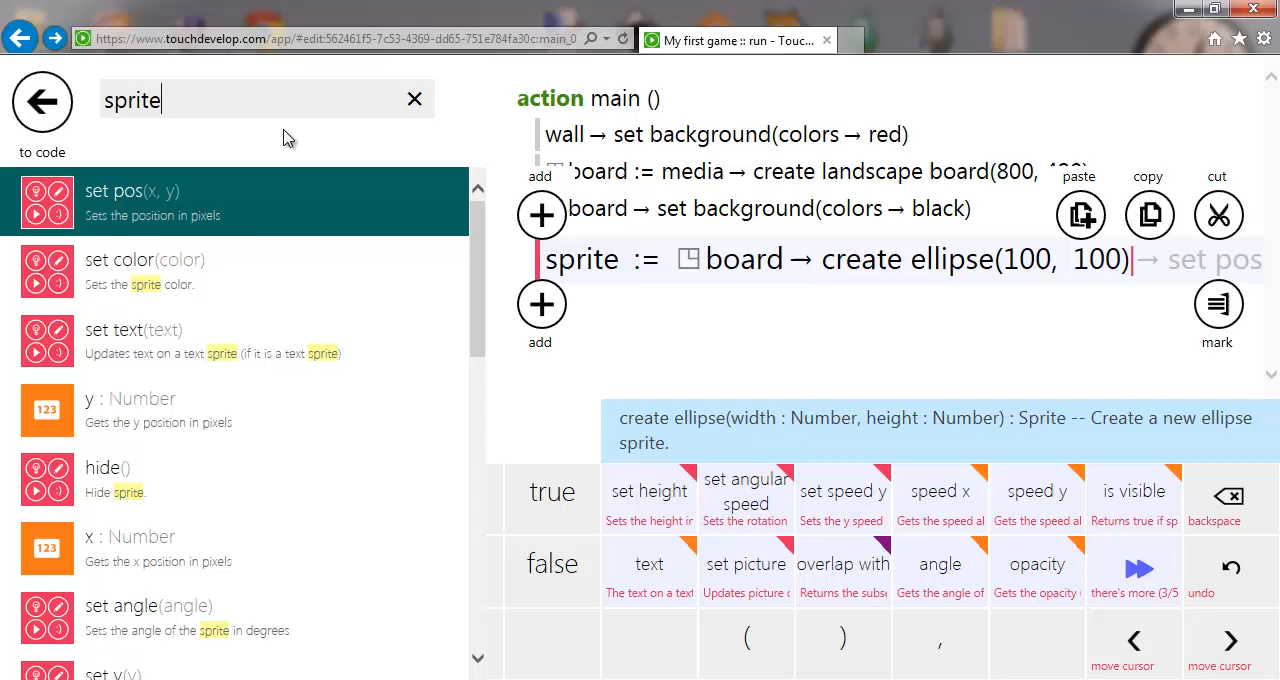 https://www.touchdevelop.com/app/#edit:562461f5-7c53-4369-dd65-751e784fa30c:main_0
My first game :: run - Touc...
sprite
to code
set pos(x, y)
Sets the position in pixels
set color(color)
Sets the sprite color.
set text(text)
Updates text on a text sprite (if it is a text sprite)
123
y : Number
Gets the y position in pixels
hide()
Hide sprite.
123
x : Number
Gets the x position in pixels
set angle(angle)
Sets the angle of the sprite in degrees
set y(y)
action main ()
wall → set background(colors → red)
board := media → create landscape board(800, 480)
board → set background(colors → black)
sprite := board → create ellipse(100, 100) → set pos
add
paste
copy
cut
add
mark
create ellipse(width : Number, height : Number) : Sprite -- Create a new ellipse
sprite.
true
set height
Sets the height in
set angular
speed
Sets the rotation
set speed y
Sets the y speed
speed x
Gets the speed al
speed y
Gets the speed al
is visible
Returns true if sp
backspace
false
text
The text on a text
set picture
Updates picture o
overlap with
Returns the subse
angle
Gets the angle of
opacity
Gets the opacity
there's more (3/5
undo
(
)
,
move cursor
move cursor